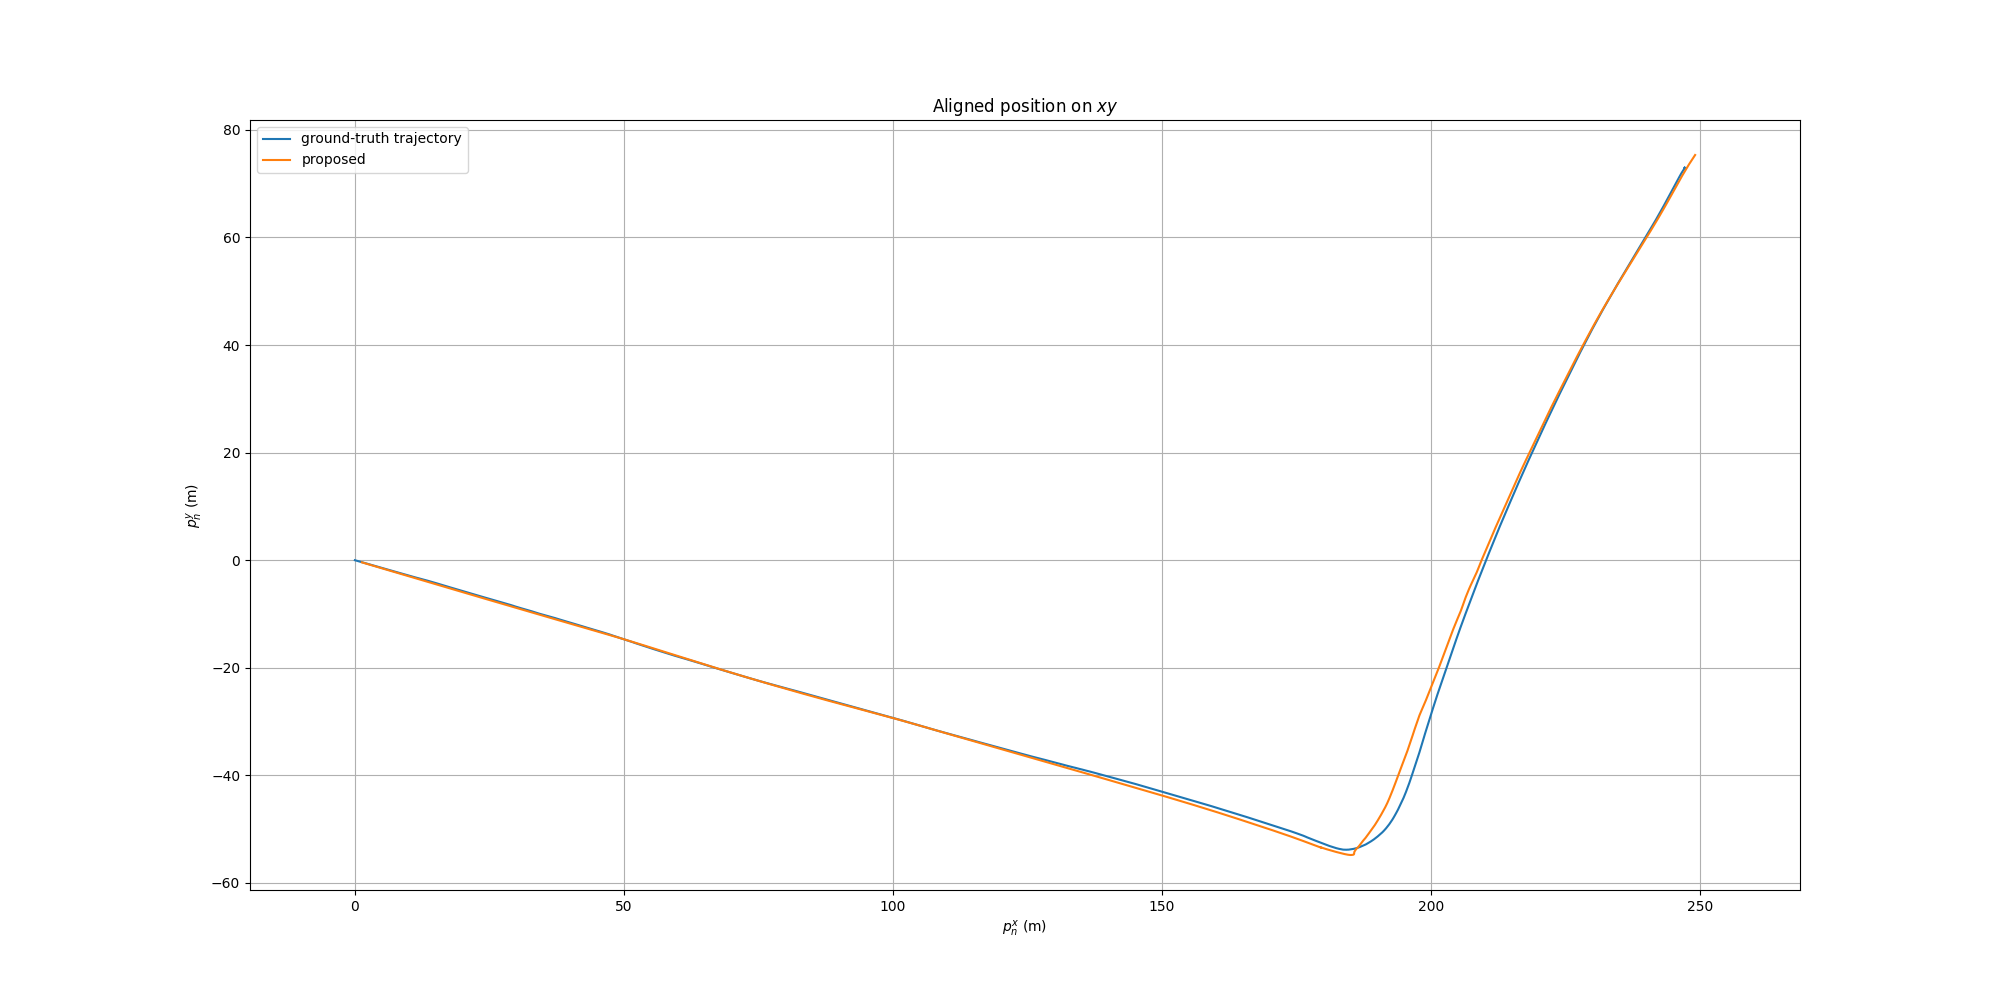 Aligned position on xy
ground-truth trajectory
proposed
80
60
40
20
0
−20
−40
−60
p_n^y (m)
0 50 100 150 200 250
p_n^x (m)